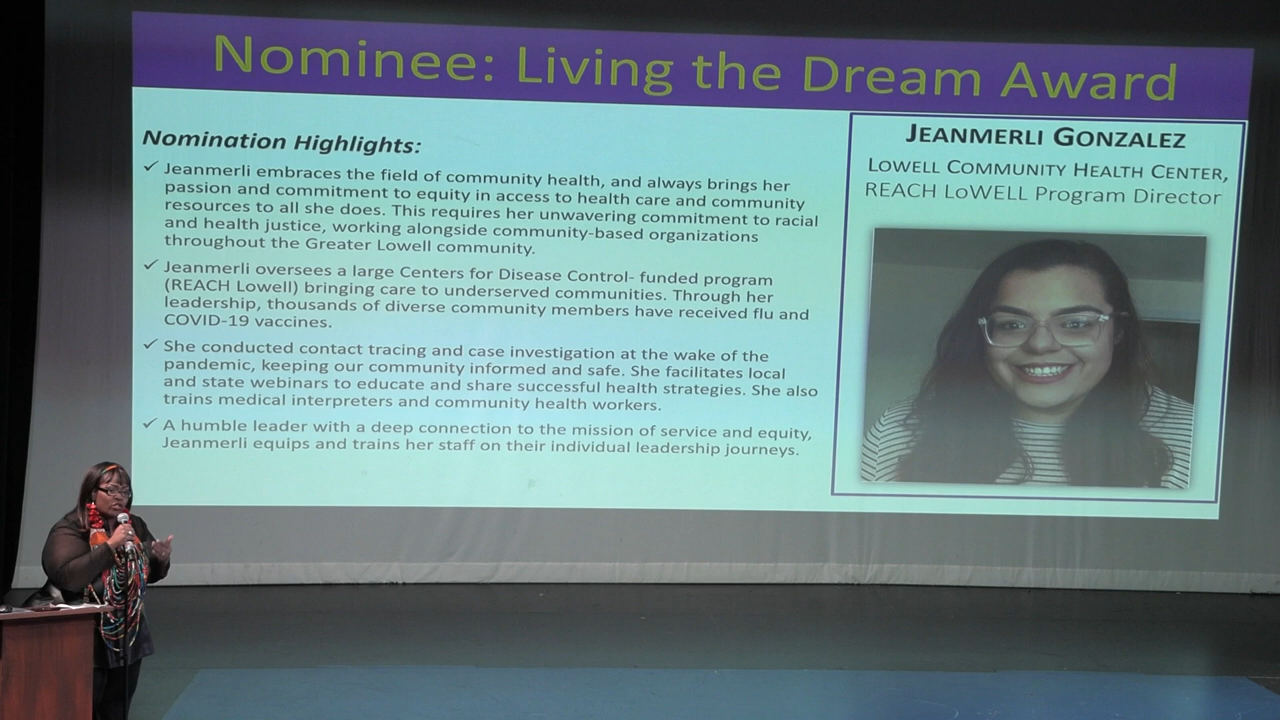 Nominee: Living the Dream Award
Nomination Highlights:
✓ Jeanmerli embraces the field of community health, and always brings her
passion and commitment to equity in access to health care and community
resources to all she does. This requires her unwavering commitment to racial
and health justice, working alongside community-based organizations
throughout the Greater Lowell community.
✓ Jeanmerli oversees a large Centers for Disease Control- funded program
(REACH Lowell) bringing care to underserved communities. Through her
leadership, thousands of diverse community members have received flu and
COVID-19 vaccines.
✓ She conducted contact tracing and case investigation at the wake of the
pandemic, keeping our community informed and safe. She facilitates local
and state webinars to educate and share successful health strategies. She also
trains medical interpreters and community health workers.
✓ A humble leader with a deep connection to the mission of service and equity,
Jeanmerli equips and trains her staff on their individual leadership journeys.
JEANMERLI GONZALEZ
LOWELL COMMUNITY HEALTH CENTER,
REACH LoWELL Program Director